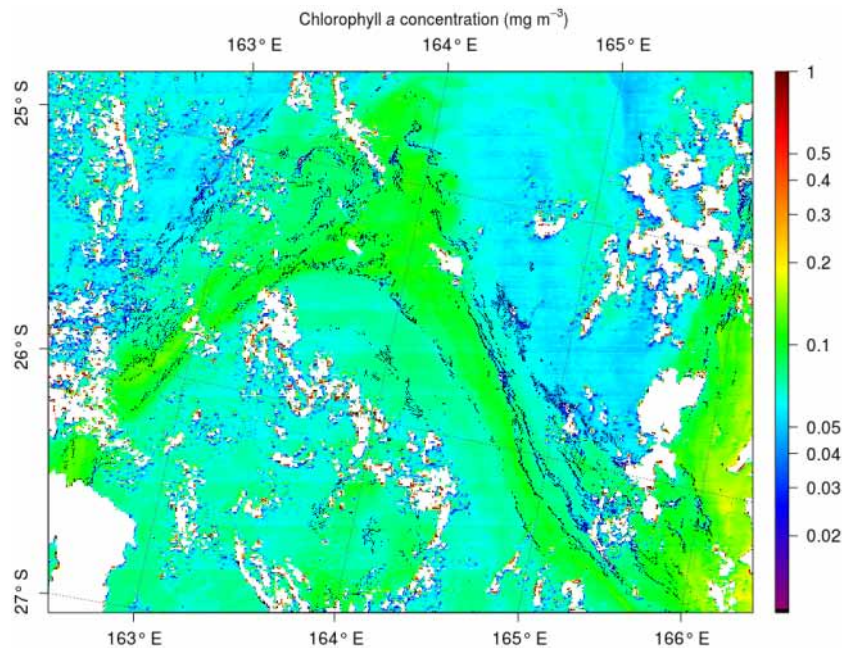 Chlorophyll a concentration (mg m⁻³)
163° E 164° E 165° E
25° S
26° S
27° S
163° E 164° E 165° E 166° E
1
0.5
0.4
0.3
0.2
0.1
0.05
0.04
0.03
0.02